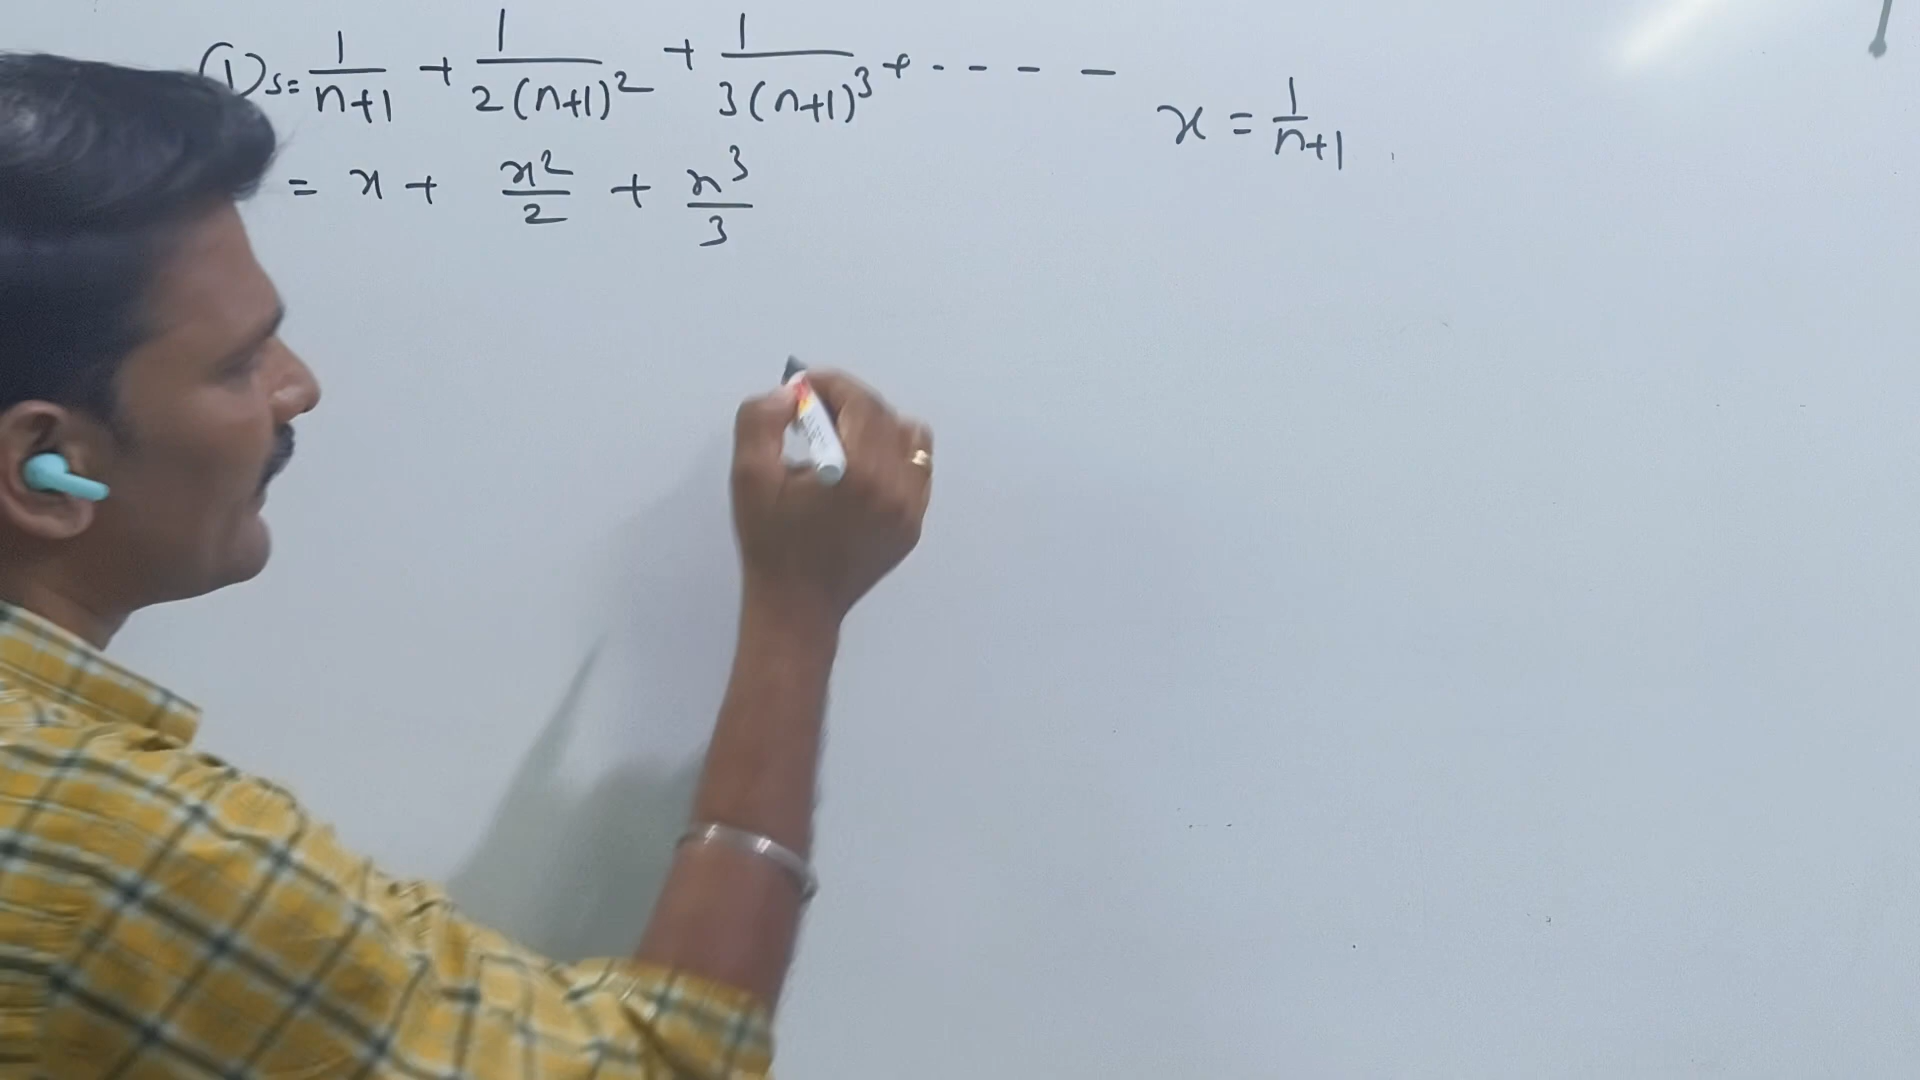 ① S = 1/(n+1) + 1/(2(n+1)^2) + 1/(3(n+1)^3) + - - - -
x = 1/(n+1)
= x + x^2/2 + x^3/3